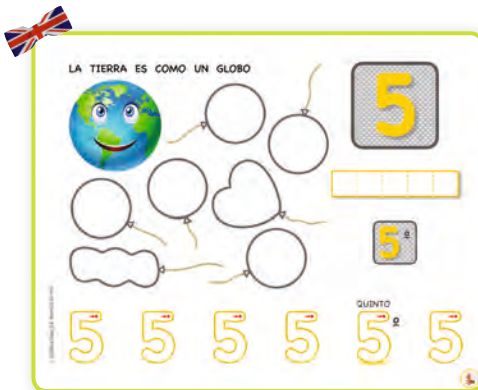 LA TIERRA ES COMO UN GLOBO
5
5º
QUINTO
5 5 5 5 5º 5